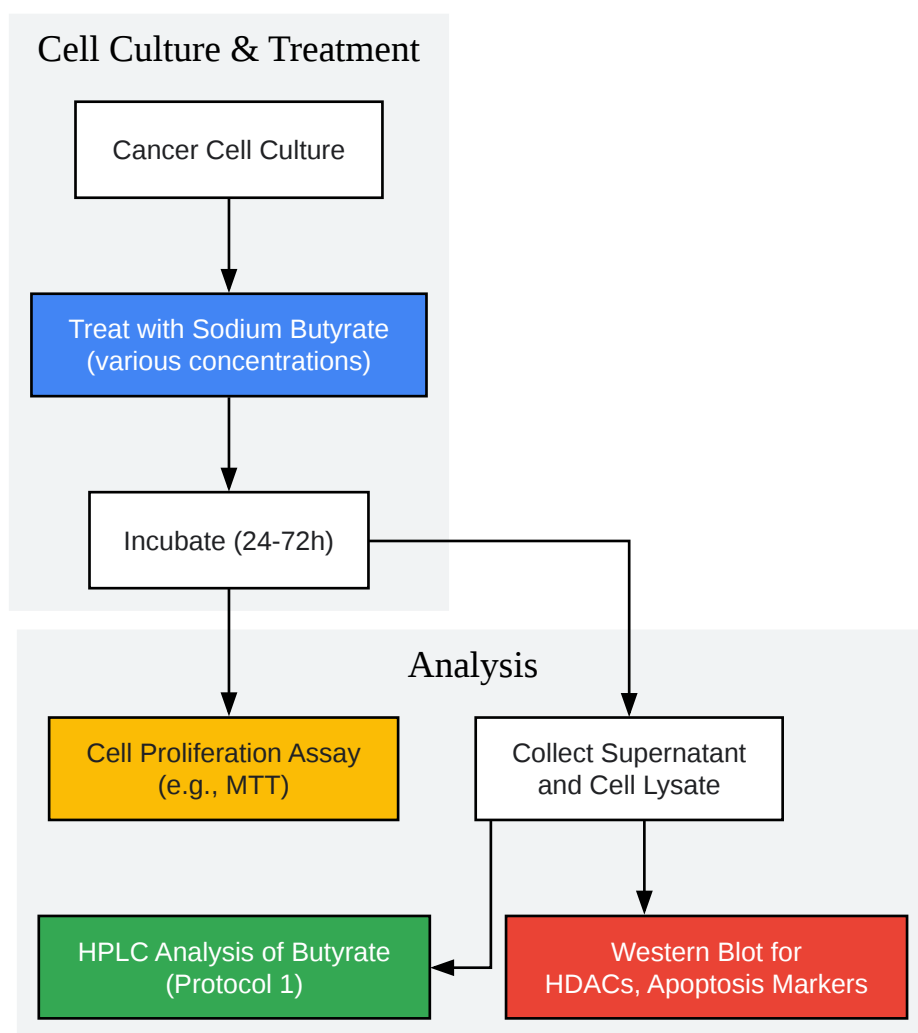 Cell Culture & Treatment
Cancer Cell Culture
Treat with Sodium Butyrate
(various concentrations)
Incubate (24-72h)
Analysis
Cell Proliferation Assay
(e.g., MTT)
Collect Supernatant
and Cell Lysate
HPLC Analysis of Butyrate
(Protocol 1)
Western Blot for
HDACs, Apoptosis Markers